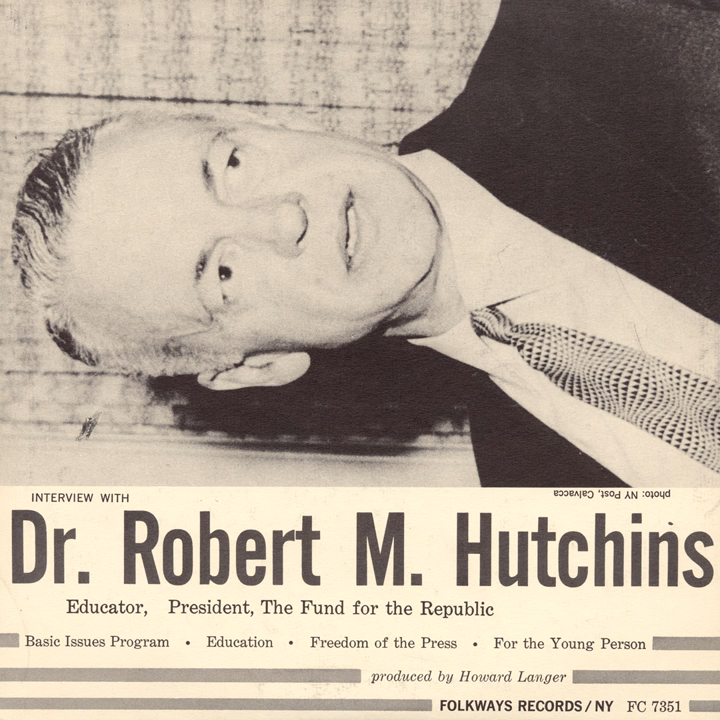 INTERVIEW WITH
photo: NY Post, Calvacca
Dr. Robert M. Hutchins
Educator, President, The Fund for the Republic
Basic Issues Program • Education • Freedom of the Press • For the Young Person
produced by Howard Langer
FOLKWAYS RECORDS / NY FC 7351